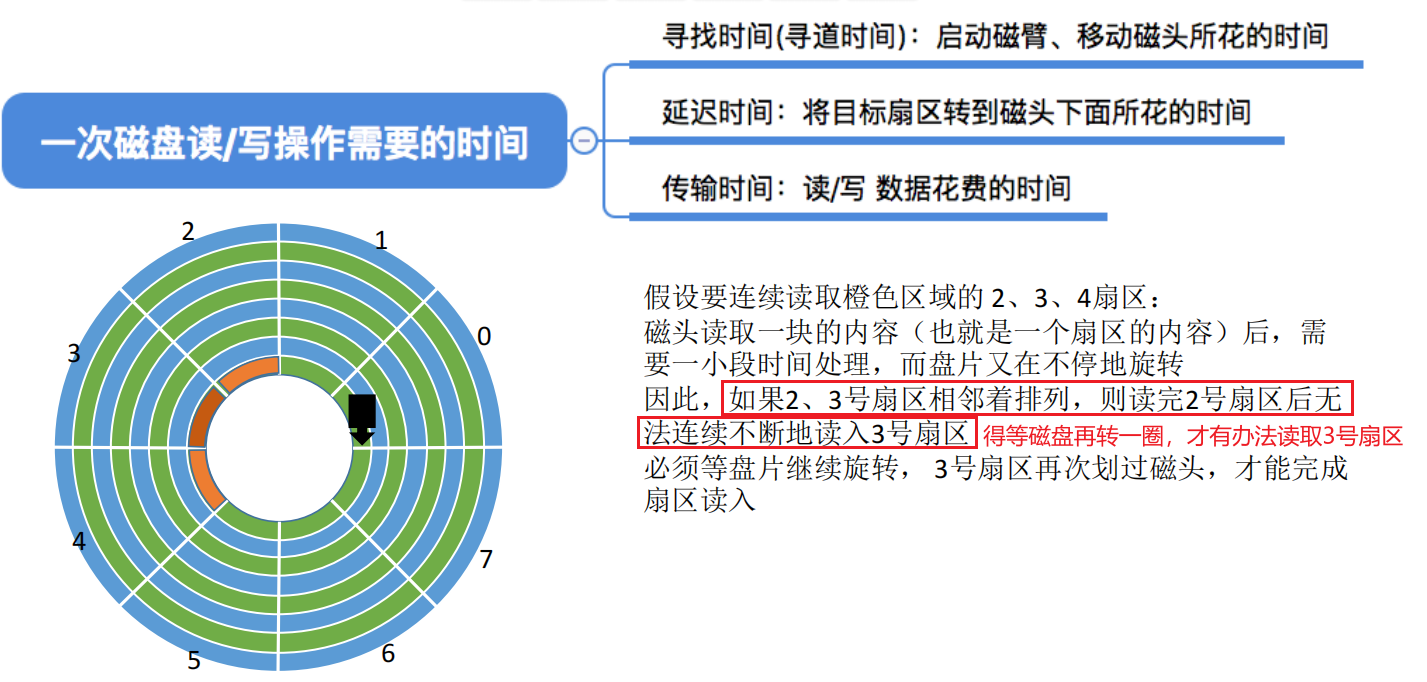 寻找时间(寻道时间)：启动磁臂、移动磁头所花的时间
一次磁盘读/写操作需要的时间
延迟时间：将目标扇区转到磁头下面所花的时间
传输时间：读/写 数据花费的时间
2
1
0
3
4
7
5
6
假设要连续读取橙色区域的 2、3、4扇区：
磁头读取一块的内容（也就是一个扇区的内容）后，需
要一小段时间处理，而盘片又在不停地旋转
因此，如果2、3号扇区相邻着排列，则读完2号扇区后无
法连续不断地读入3号扇区 得等磁盘再转一圈，才有办法读取3号扇区
必须等盘片继续旋转， 3号扇区再次划过磁头，才能完成
扇区读入